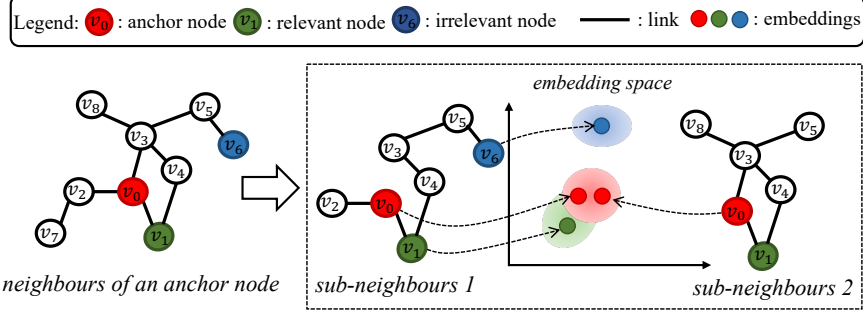 Legend: v0 : anchor node v1 : relevant node v6 : irrelevant node : link : embeddings
embedding space
v8 v5 v3 v6 v4 v2 v0 v7 v1
v5 v3 v6 v4 v2 v0 v1
v8 v5 v3 v4 v0 v1
neighbours of an anchor node
sub-neighbours 1
sub-neighbours 2